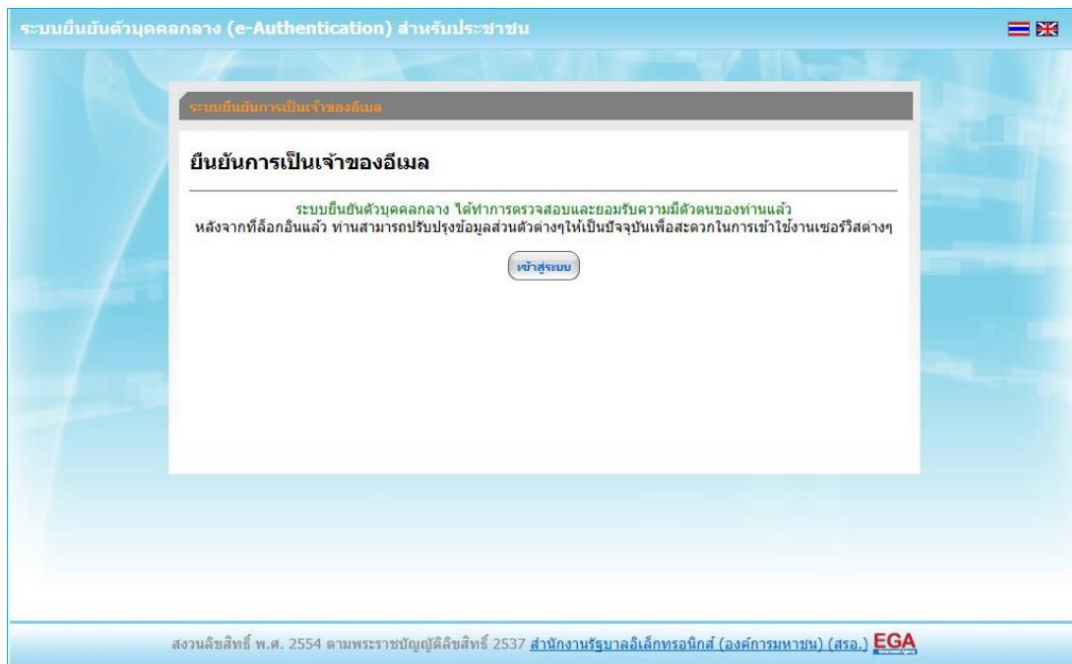 ระบบยืนยันตัวบุคคลกลาง (e-Authentication) สำหรับประชาชน
ระบบยืนยันการเป็นเจ้าของอีเมล
ยืนยันการเป็นเจ้าของอีเมล
ระบบยืนยันตัวบุคคลกลาง ได้ทำการตรวจสอบและยอมรับความมีตัวตนของท่านแล้ว
หลังจากที่ล็อกอินแล้ว ท่านสามารถปรับปรุงข้อมูลส่วนตัวต่างๆให้เป็นปัจจุบันเพื่อสะดวกในการเข้าใช้งานเซอร์วิสต่างๆ
เข้าสู่ระบบ
สงวนลิขสิทธิ์ พ.ศ. 2554 ตามพระราชบัญญัติลิขสิทธิ์ 2537 สำนักงานรัฐบาลอิเล็กทรอนิกส์ (องค์การมหาชน) (สรอ.) EGA